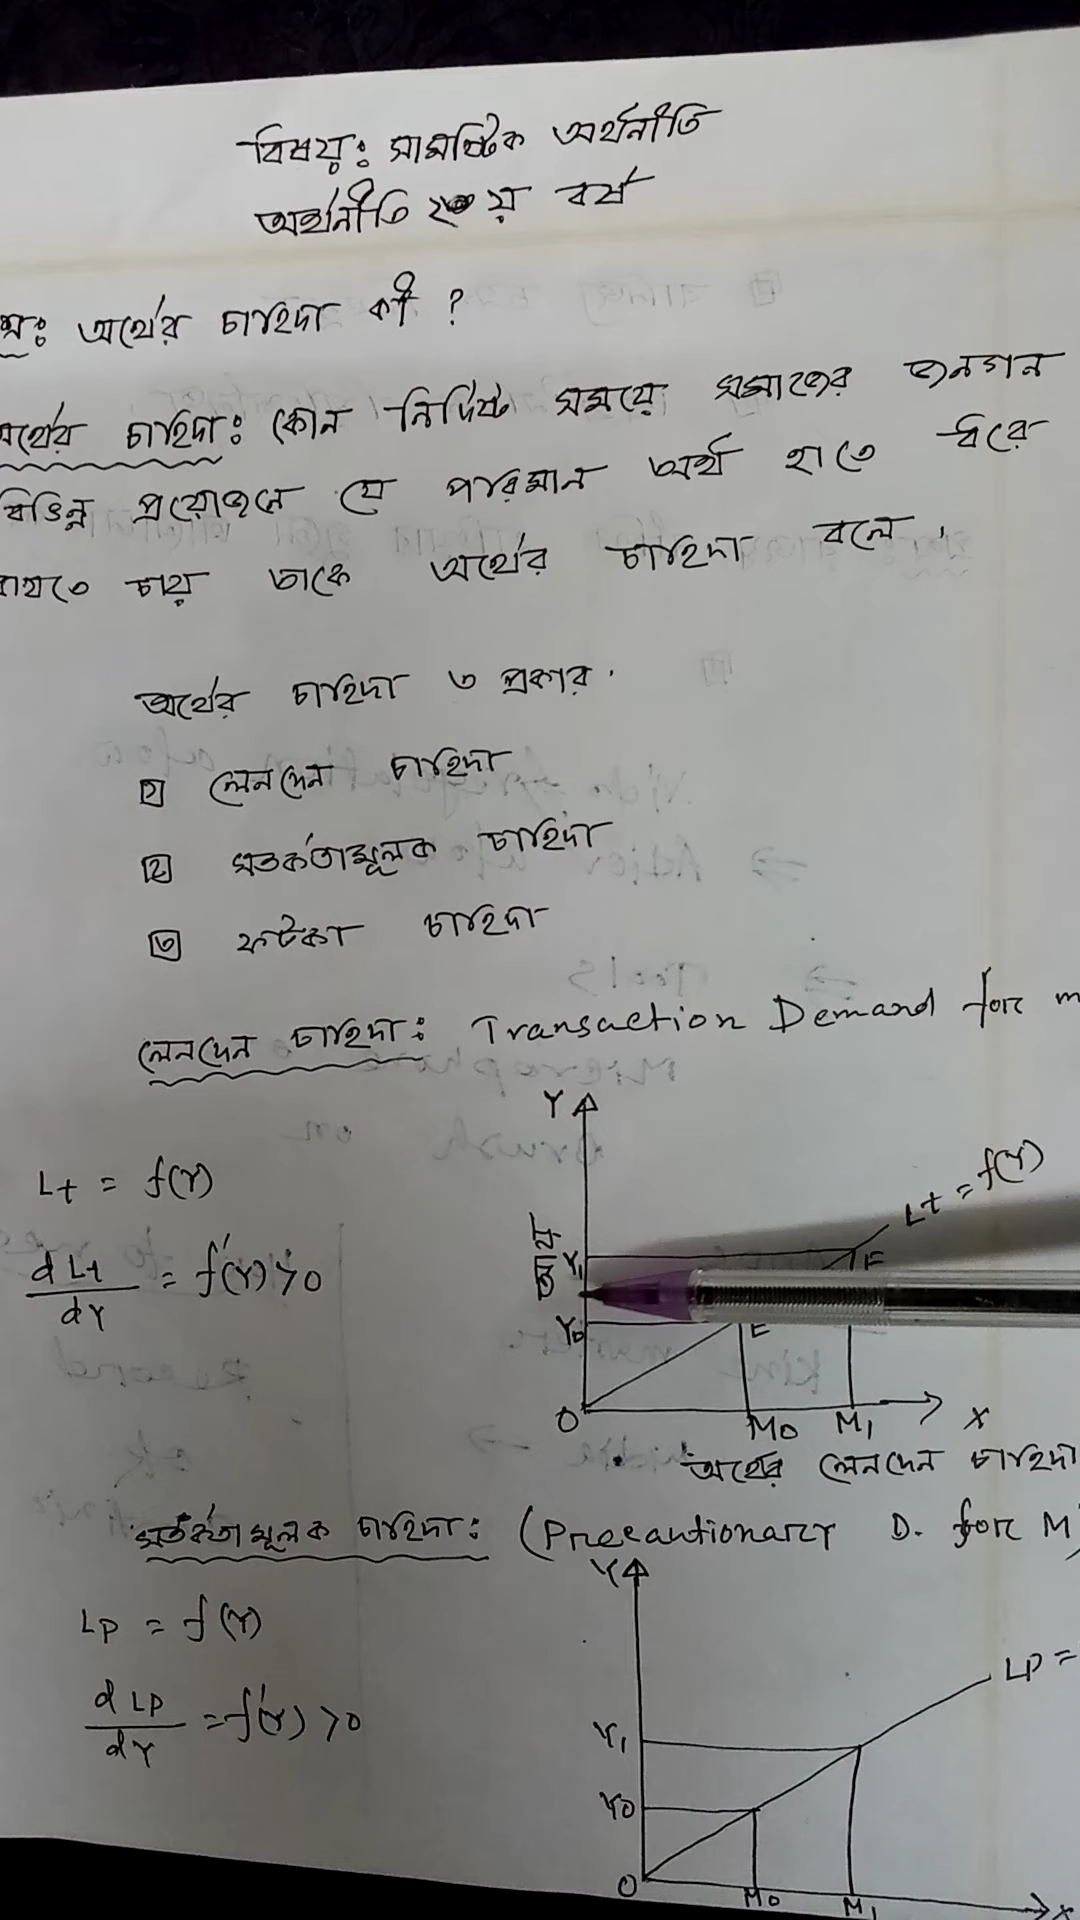 বিষয়: সামষ্টিক অর্থনীতি
অর্থনীতি ২য় বর্ষ
অর্থের চাহিদা কী ?
অর্থের চাহিদা: কোন নির্দিষ্ট সময়ে সমাজের জনগন
বিভিন্ন প্রয়োজনে যে পরিমান অর্থ হাতে ধরে
রাখতে চায় তাকে অর্থের চাহিদা বলে।
অর্থের চাহিদা ৩ প্রকার.
১ লেনদেন চাহিদা
২ সতর্কতামূলক চাহিদা
৩ ফটকা চাহিদা
লেনদেন চাহিদা: Transaction Demand for m
Y
Lt = f(Y)
Lt = f(Y)
dLt/dY = f'(Y)>0
আয়
Y1
E
Y0
E
O
M0 M1 X
অর্থের লেনদেন চাহিদা
সতর্কতামূলক চাহিদা: (Precautionary D. for M)
Y
Lp = f(Y)
LP =
dLP/dY = f'(Y) >0
Y1
Y0
O
M0 M1 X